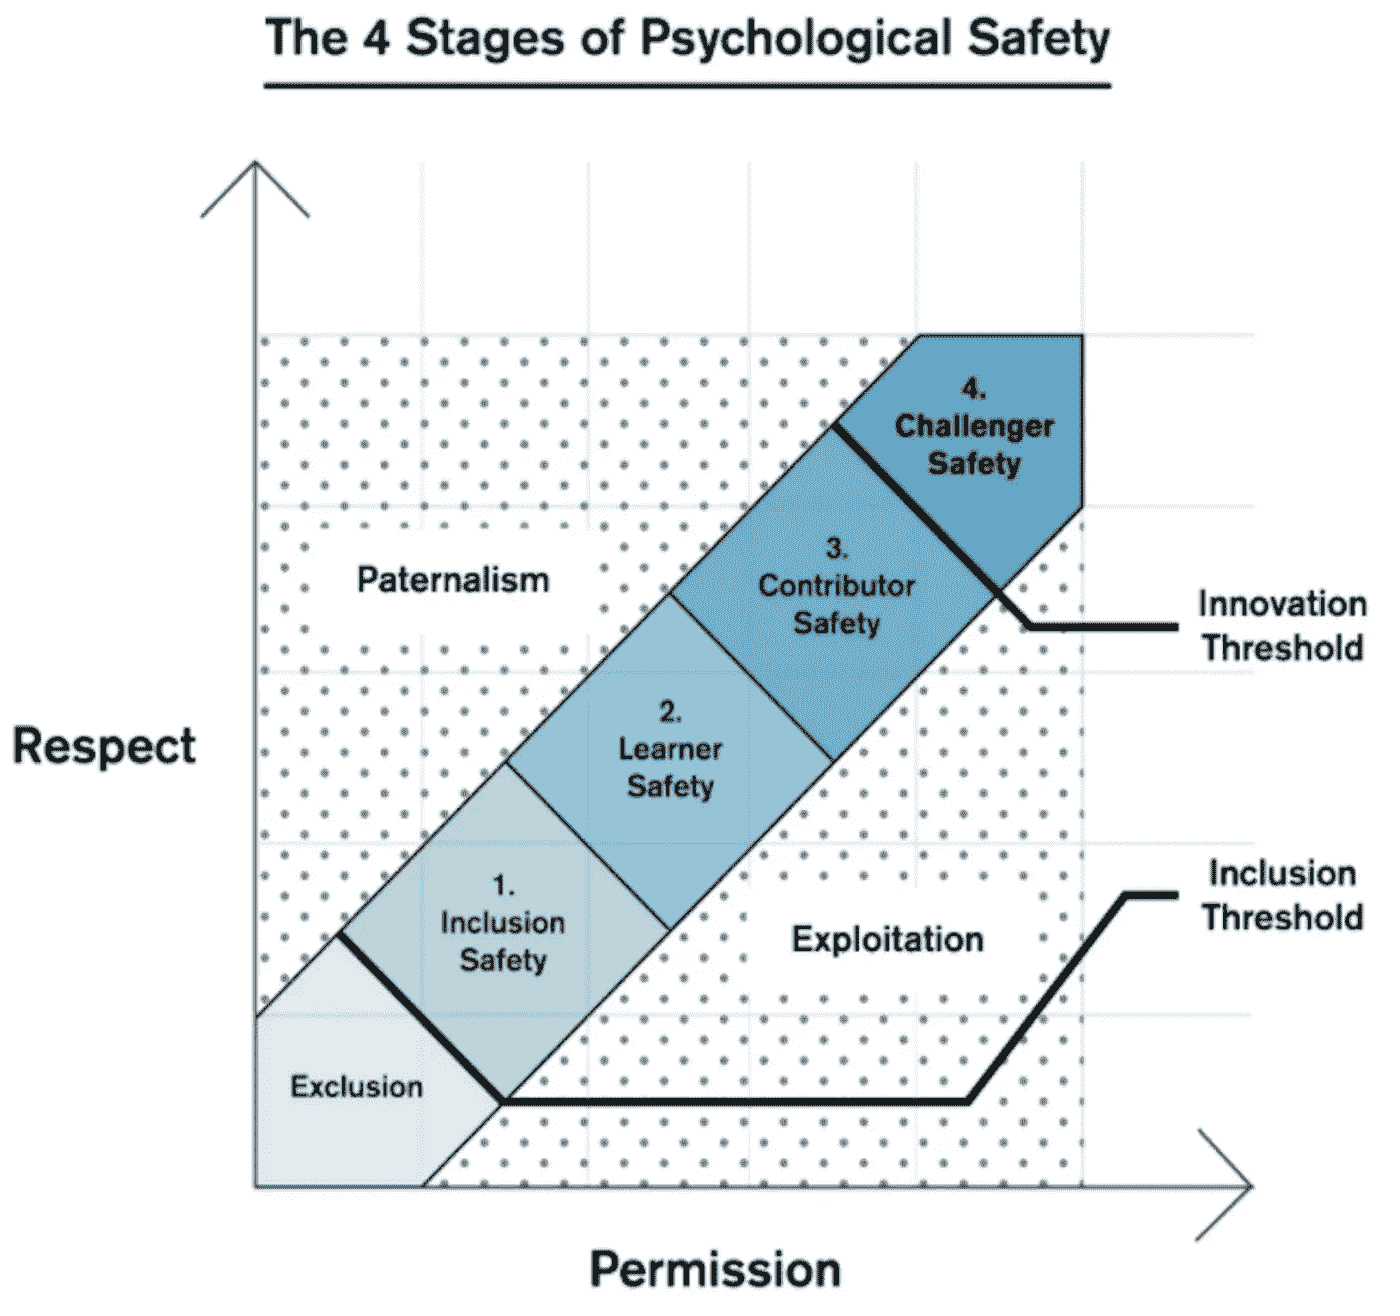 The 4 Stages of Psychological Safety
4.
Challenger
Safety
3.
Contributor
Safety
Paternalism
Innovation
Threshold
2.
Learner
Safety
Respect
1.
Inclusion
Safety
Inclusion
Threshold
Exploitation
Exclusion
Permission